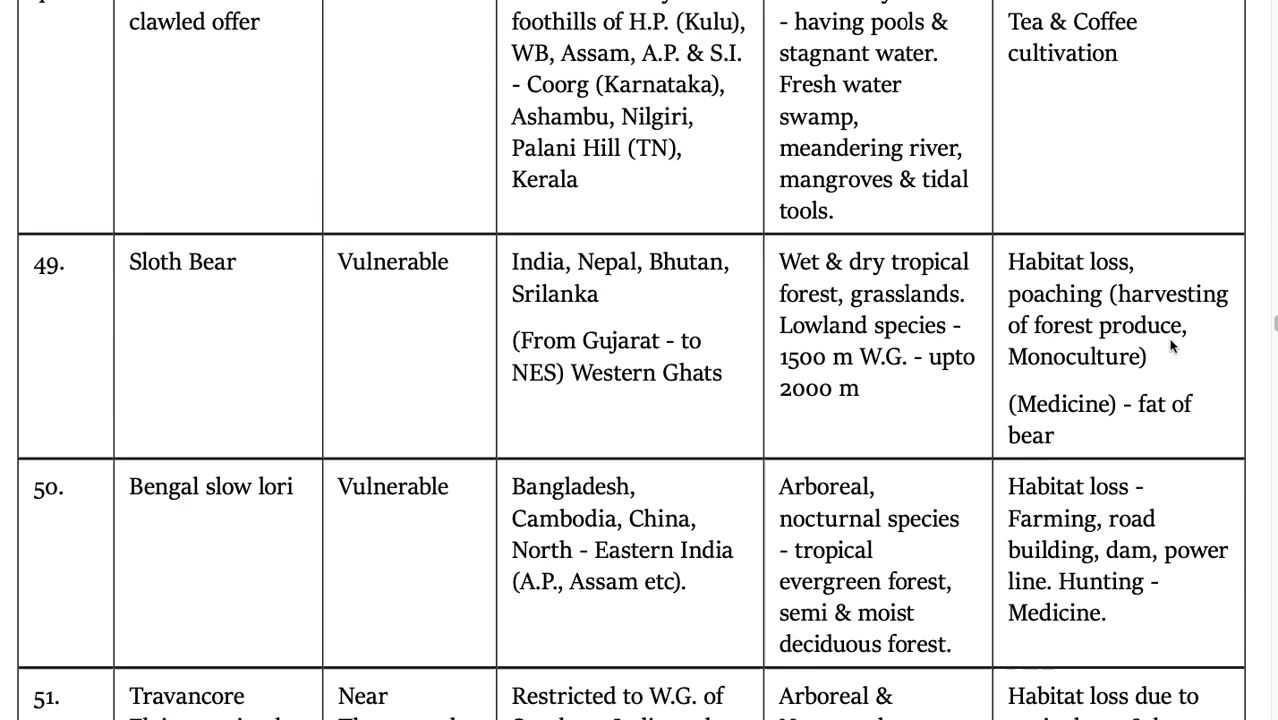 clawled offer
foothills of H.P. (Kulu),
WB, Assam, A.P. & S.I.
- Coorg (Karnataka),
Ashambu, Nilgiri,
Palani Hill (TN),
Kerala
- having pools &
stagnant water.
Fresh water
swamp,
meandering river,
mangroves & tidal
tools.
Tea & Coffee
cultivation
49.
Sloth Bear
Vulnerable
India, Nepal, Bhutan,
Srilanka
(From Gujarat - to
NES) Western Ghats
Wet & dry tropical
forest, grasslands.
Lowland species -
1500 m W.G. - upto
2000 m
Habitat loss,
poaching (harvesting
of forest produce,
Monoculture)
(Medicine) - fat of
bear
50.
Bengal slow lori
Vulnerable
Bangladesh,
Cambodia, China,
North - Eastern India
(A.P., Assam etc).
Arboreal,
nocturnal species
- tropical
evergreen forest,
semi & moist
deciduous forest.
Habitat loss -
Farming, road
building, dam, power
line. Hunting -
Medicine.
51.
Travancore
Near
Restricted to W.G. of
Arboreal &
Habitat loss due to